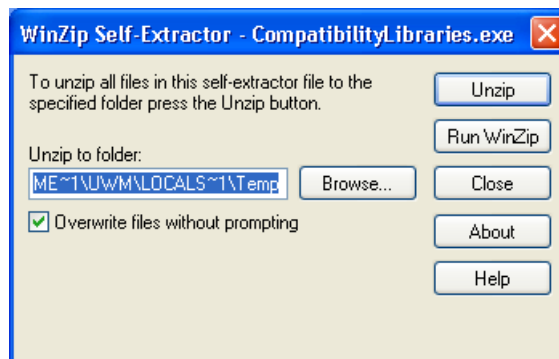 WinZip Self-Extractor - CompatibilityLibraries.exe
To unzip all files in this self-extractor file to the
specified folder press the Unzip button.
Unzip to folder:
ME~1\UWM\LOCALS~1\Temp
Browse...
Overwrite files without prompting
Unzip
Run WinZip
Close
About
Help